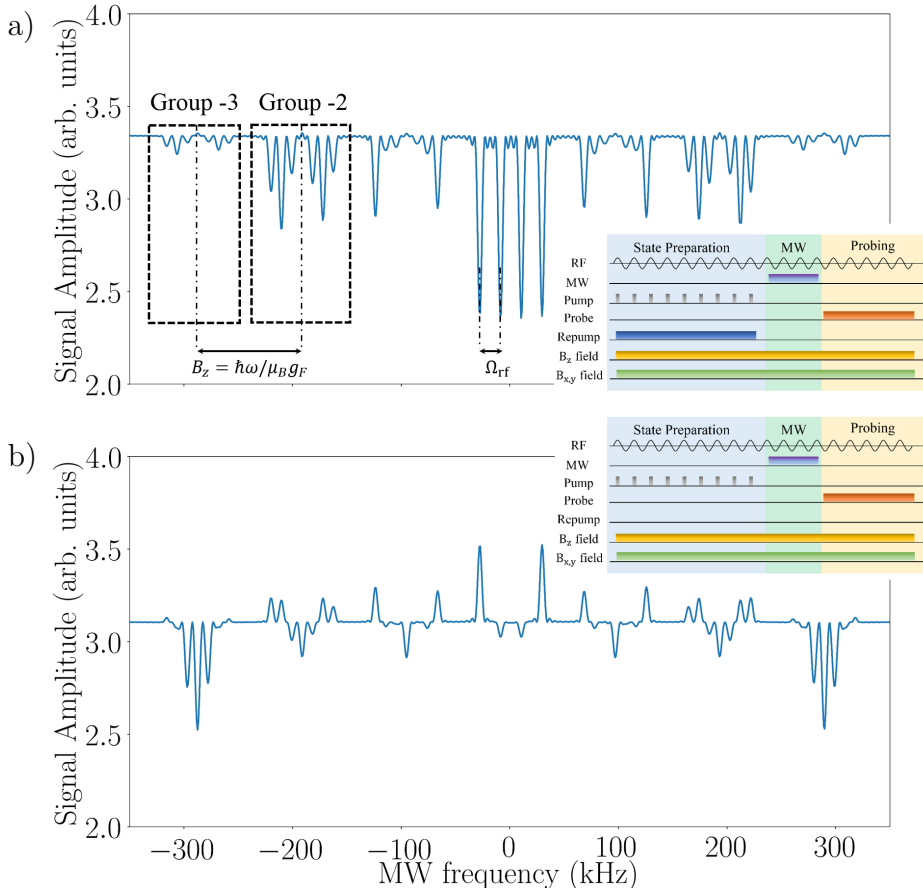 a)
Signal Amplitude (arb. units)
4.0
3.5
3.0
2.5
2.0
Group -3
Group -2
B_z = ħω/μ_B g_F
Ω_rf
State Preparation
MW
Probing
RF
MW
Pump
Probe
Repump
B_z field
B_x,y field
b)
Signal Amplitude (arb. units)
4.0
3.5
3.0
2.5
2.0
State Preparation
MW
Probing
RF
MW
Pump
Probe
Repump
B_z field
B_x,y field
−300
−200
−100
0
100
200
300
MW frequency (kHz)